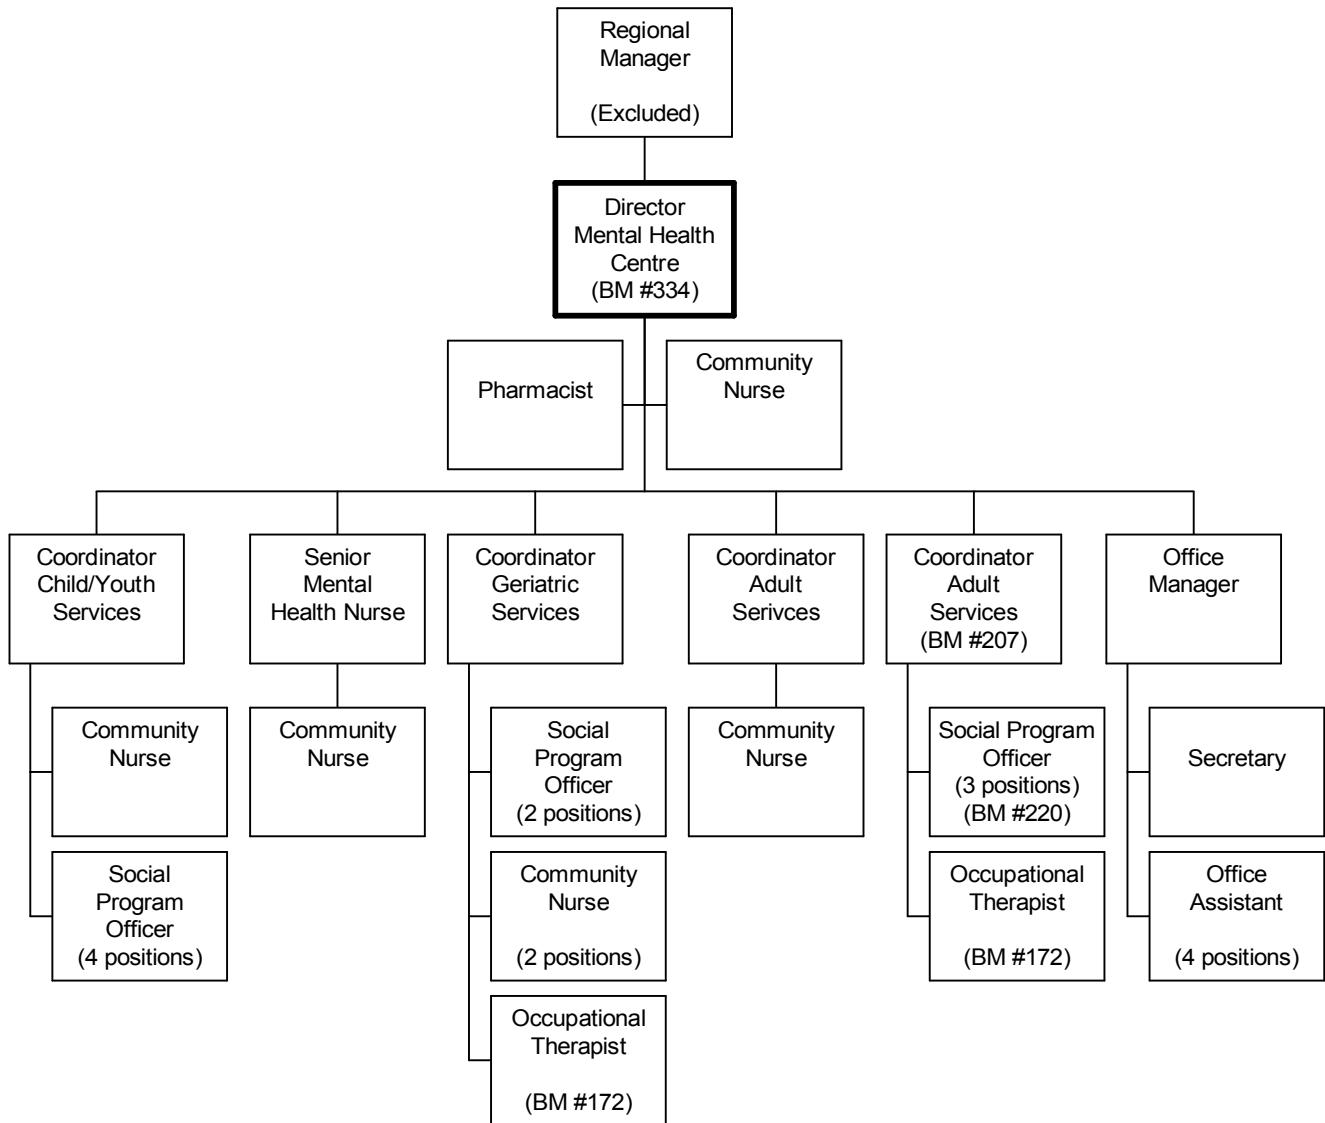 Regional
Manager
(Excluded)
Director
Mental Health
Centre
(BM #334)
Pharmacist
Community
Nurse
Coordinator
Child/Youth
Services
Senior
Mental
Health Nurse
Coordinator
Geriatric
Services
Coordinator
Adult
Serivces
Coordinator
Adult
Services
(BM #207)
Office
Manager
Community
Nurse
Social
Program
Officer
(4 positions)
Community
Nurse
Social
Program
Officer
(2 positions)
Community
Nurse
(2 positions)
Occupational
Therapist
(BM #172)
Community
Nurse
Social Program
Officer
(3 positions)
(BM #220)
Occupational
Therapist
(BM #172)
Secretary
Office
Assistant
(4 positions)